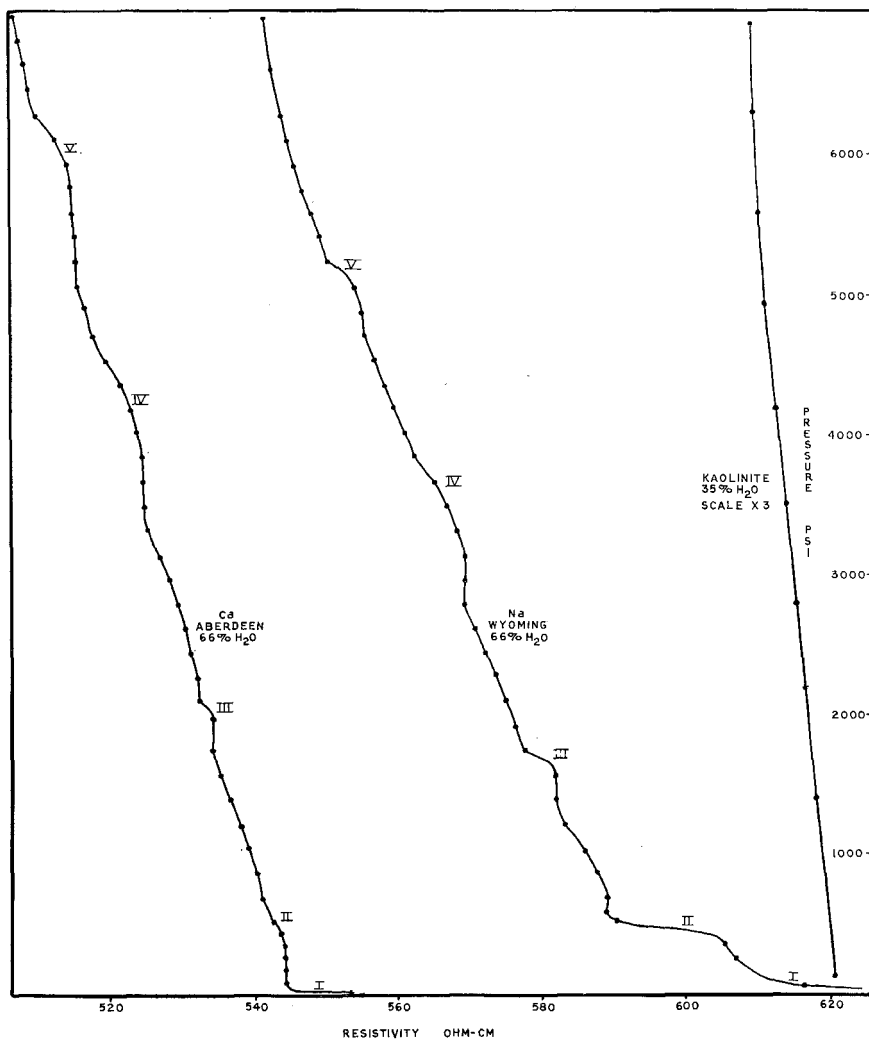 V
V
6000
5000
IV
4000
PRESSURE PSI
IV
KAOLINITE
35% H₂O
SCALE X 3
3000
Ca
ABERDEEN
66% H₂O
Na
WYOMING
66% H₂O
III
2000
III
1000
II
II
I
I
520
540
560
580
600
620
RESISTIVITY OHM-CM